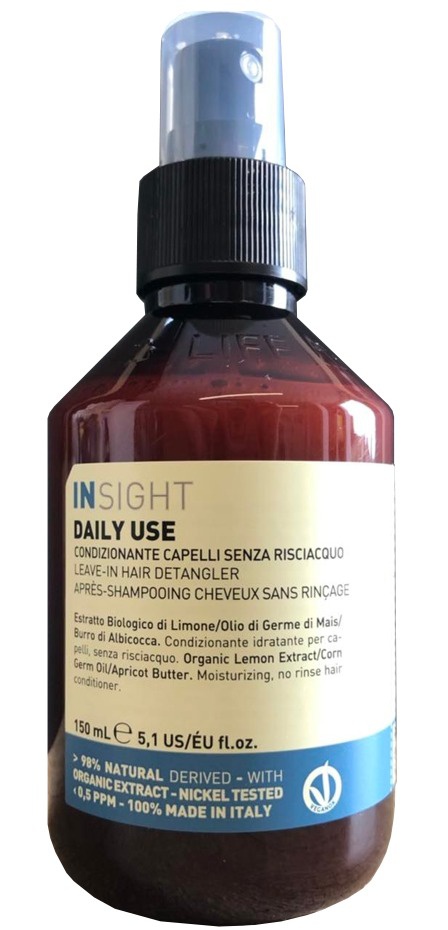 LIFE
INSIGHT
DAILY USE
CONDIZIONANTE CAPELLI SENZA RISCIACQUO
LEAVE-IN HAIR DETANGLER
APRÈS-SHAMPOOING CHEVEUX SANS RINÇAGE
Estratto Biologico di Limone/Olio di Germe di Mais/
Burro di Albicocca. Condizionante idratante per ca-
pelli, senza risciacquo. Organic Lemon Extract/Corn
Germ Oil/Apricot Butter. Moisturizing, no rinse hair
conditioner.
150 mL ℮ 5,1 US/ÉU fl.oz.
> 98% NATURAL DERIVED - WITH
ORGANIC EXTRACT - NICKEL TESTED
<0,5 PPM - 100% MADE IN ITALY
VEGANOK